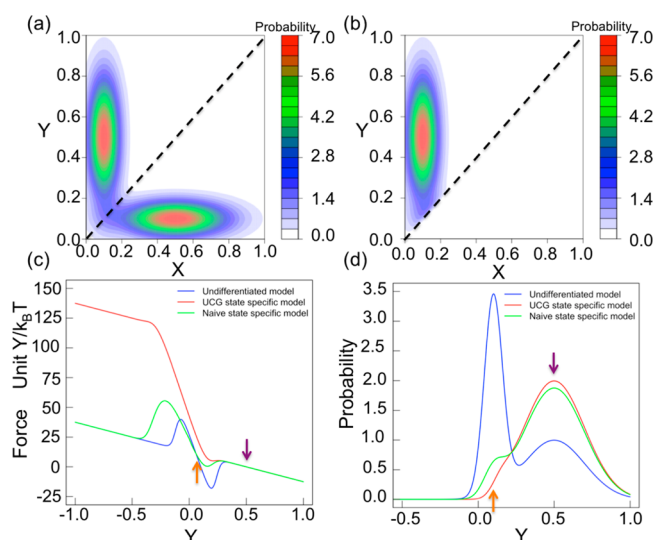 (a)
Probability
1.0
0.8
0.6
Y
0.4
0.2
0.0
0.0 0.2 0.4 0.6 0.8 1.0
X
7.0
5.6
4.2
2.8
1.4
0.0
(b)
Probability
1.0
0.8
0.6
Y
0.4
0.2
0.0
0.0 0.2 0.4 0.6 0.8 1.0
X
7.0
5.6
4.2
2.8
1.4
0.0
(c)
Force Unit Y/kBT
150
125
100
75
50
25
0
-25
Undifferentiated model
UCG state specific model
Naive state specific model
-1.0 -0.5 0.0 0.5 1.0
Y
(d)
Probability
3.5
3.0
2.5
2.0
1.5
1.0
0.5
0.0
Undifferentiated model
UCG state specific model
Naive state specific model
-0.5 0.0 0.5 1.0
Y